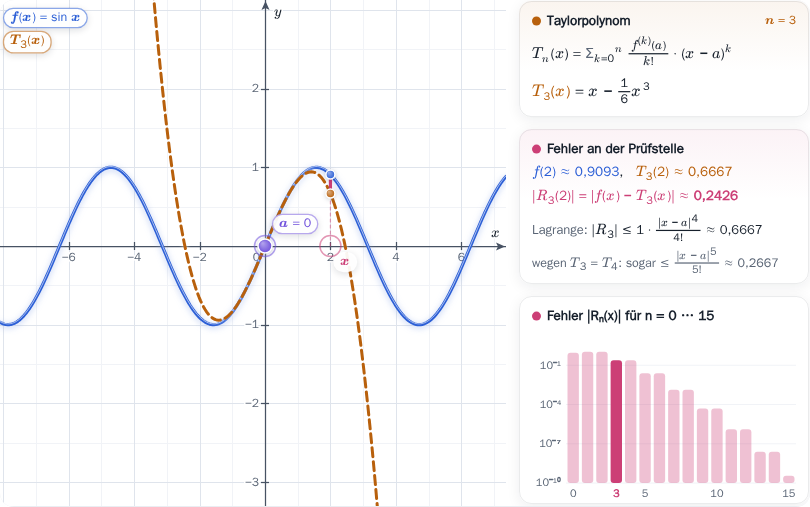 f(x) = sin x
T₃(x)
y
2
1
−1
−2
−3
−6
−4
−2
0
2
4
6
x
a = 0
x
Taylorpolynom n = 3
Tₙ(x) = Σₖ₌₀ⁿ f⁽ᵏ⁾(a)/k! · (x − a)ᵏ
T₃(x) = x − 1/6 x³
Fehler an der Prüfstelle
f(2) ≈ 0,9093, T₃(2) ≈ 0,6667
|R₃(2)| = |f(x) − T₃(x)| ≈ 0,2426
Lagrange: |R₃| ≤ 1 · |x − a|⁴/4! ≈ 0,6667
wegen T₃ = T₄: sogar ≤ |x − a|⁵/5! ≈ 0,2667
Fehler |Rₙ(x)| für n = 0 ⋯ 15
10⁻¹
10⁻⁴
10⁻⁷
10⁻¹⁰
0 3 5 10 15